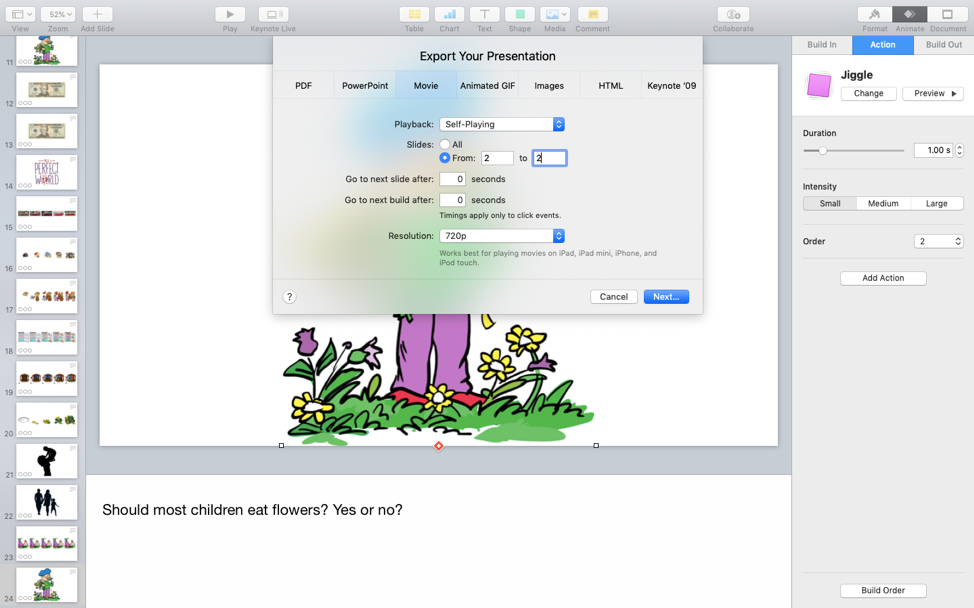 52%
View
Zoom
Add Slide
Play
Keynote Live
Table
Chart
Text
Shape
Media
Comment
Collaborate
Format
Animate
Document
Export Your Presentation
PDF
PowerPoint
Movie
Animated GIF
Images
HTML
Keynote '09
Playback: Self-Playing
Slides: All
From: 2 to 2
Go to next slide after: 0 seconds
Go to next build after: 0 seconds
Timings apply only to click events.
Resolution: 720p
Works best for playing movies on iPad, iPad mini, iPhone, and
iPod touch.
?
Cancel
Next...
Build In
Action
Build Out
Jiggle
Change
Preview
Duration
1.00 s
Intensity
Small
Medium
Large
Order
2
Add Action
Build Order
11
12
13
14
PERFECT
WORLD
15
16
17
18
19
20
21
22
23
24
Should most children eat flowers? Yes or no?